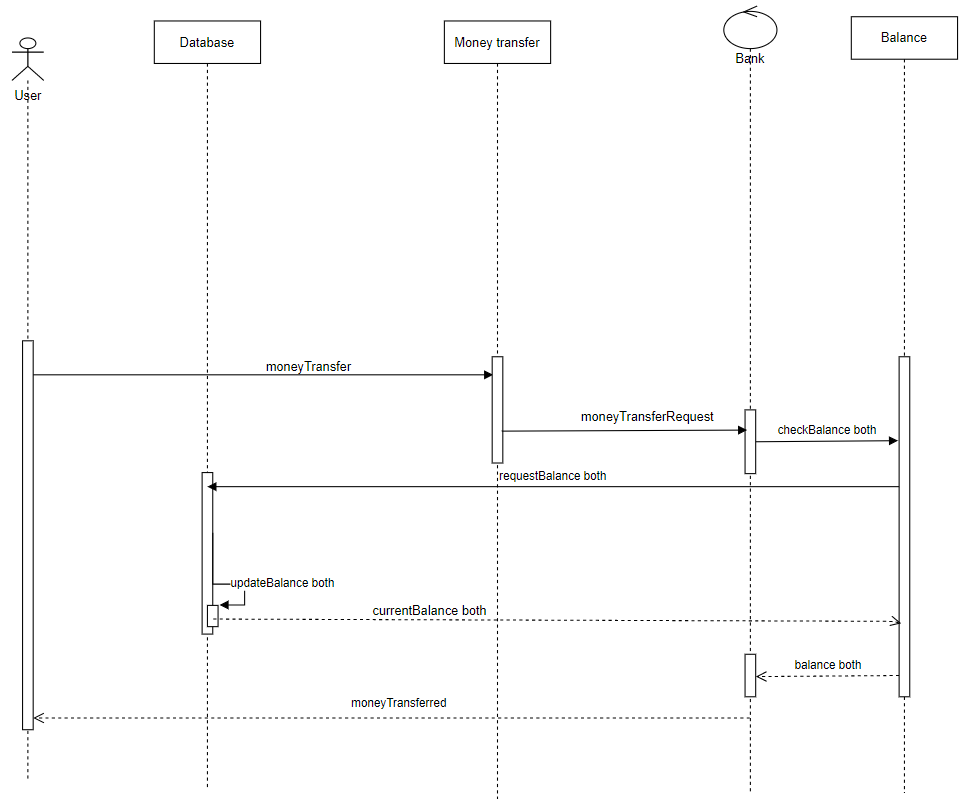 User
Database
Money transfer
Bank
Balance
moneyTransfer
moneyTransferRequest
checkBalance both
requestBalance both
updateBalance both
currentBalance both
balance both
moneyTransferred